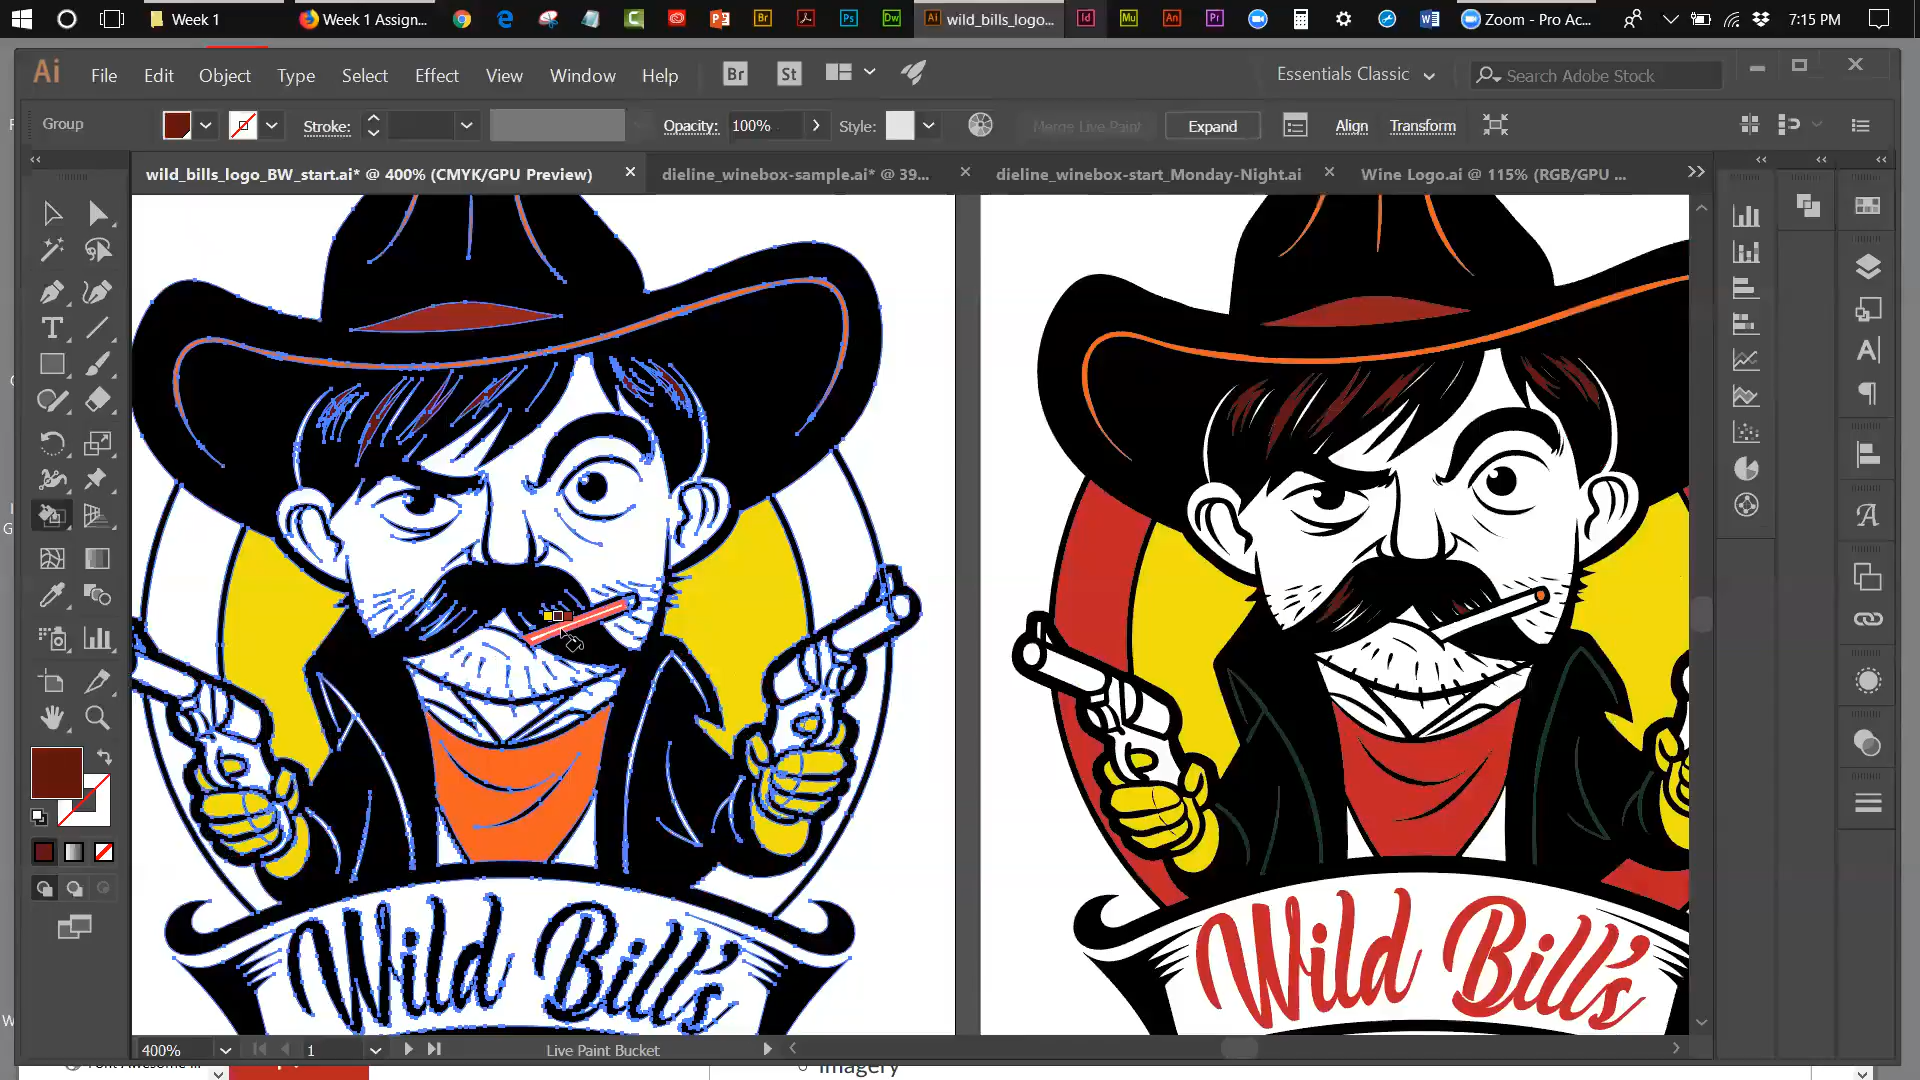 Week 1
Week 1 Assign...
wild_bills_logo...
Zoom - Pro Ac...
7:15 PM
Ai
File
Edit
Object
Type
Select
Effect
View
Window
Help
Br
St
Essentials Classic
Search Adobe Stock
Group
Stroke:
Opacity:
100%
Style:
Merge Live Paint
Expand
Align
Transform
wild_bills_logo_BW_start.ai* @ 400% (CMYK/GPU Preview)
dieline_winebox-sample.ai* @ 39...
dieline_winebox-start_Monday-Night.ai
Wine Logo.ai @ 115% (RGB/GPU ...
Wild Bill's
Wild Bill's
400%
1
Live Paint Bucket
Imagery